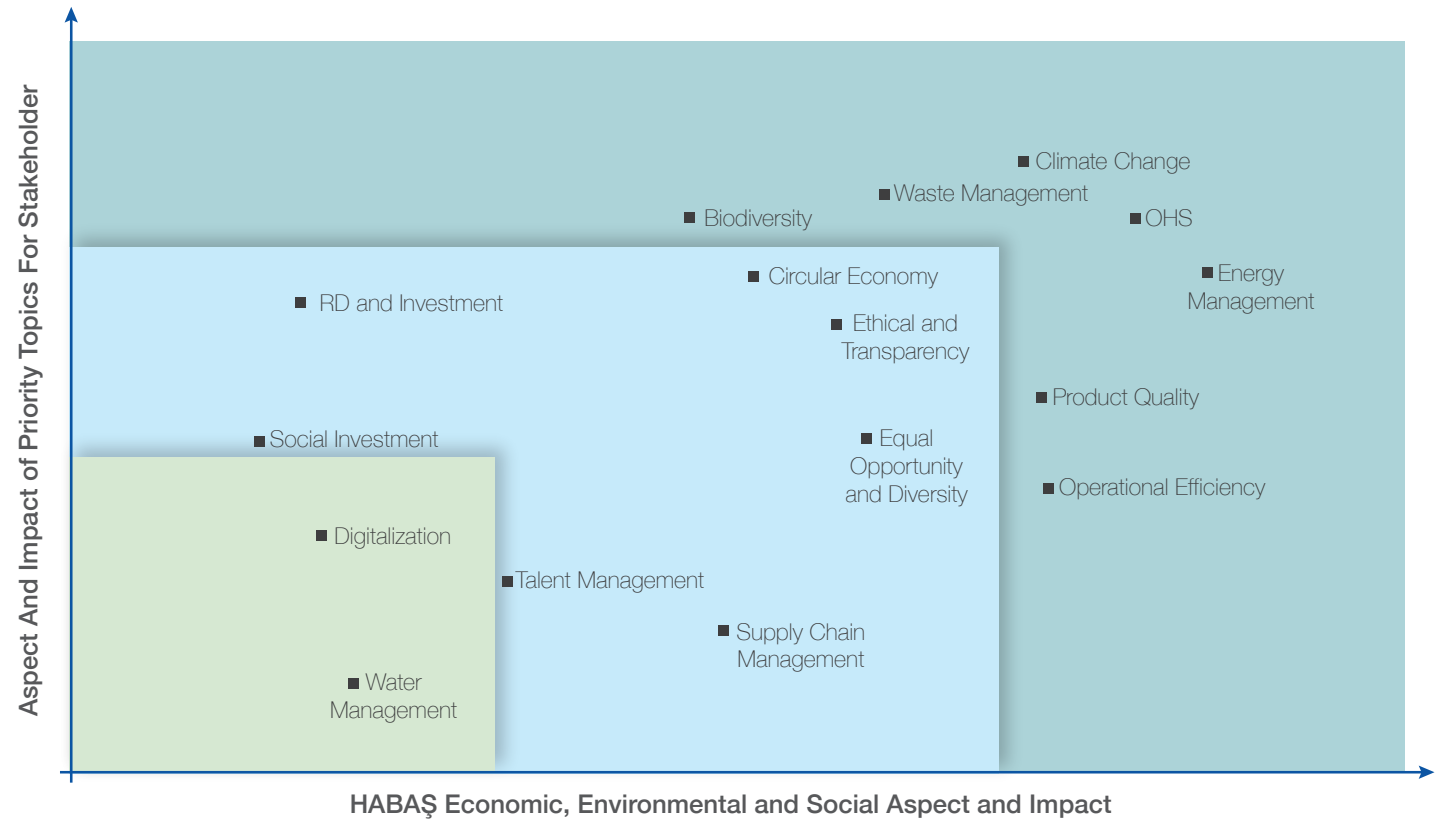 Aspect And Impact of Priority Topics For Stakeholder
Climate Change
Waste Management
Biodiversity
OHS
Energy
Management
Circular Economy
RD and Investment
Ethical and
Transparency
Product Quality
Social Investment
Equal
Opportunity
and Diversity
Operational Efficiency
Digitalization
Talent Management
Supply Chain
Management
Water
Management
HABAŞ Economic, Environmental and Social Aspect and Impact